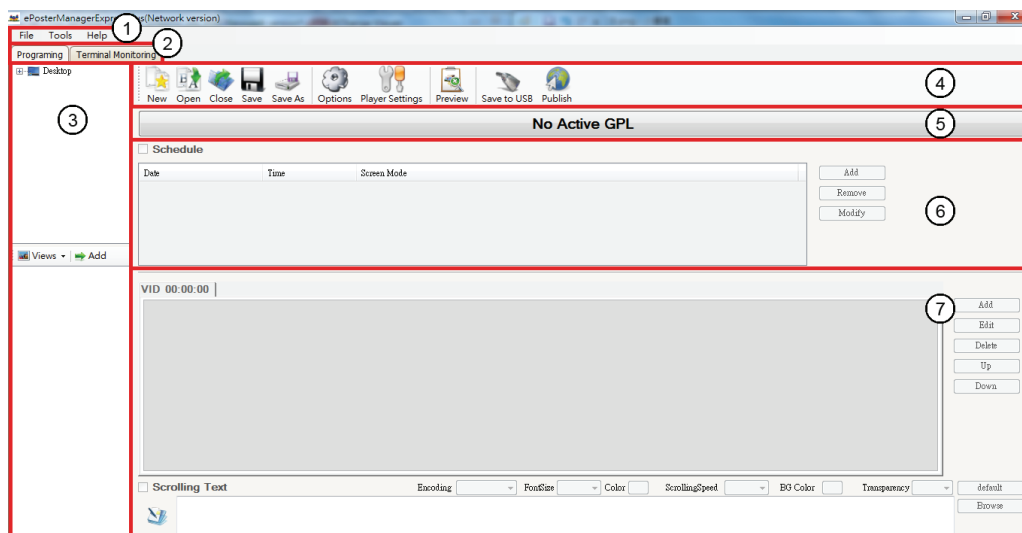 ePosterManagerExpr s(Network version)
1
File Tools Help
2
Programing Terminal Monitoring
Desktop
3
New Open Close Save Save As Options Player Settings Preview Save to USB Publish
4
No Active GPL
5
Schedule
Date Time Screen Mode
Add
Remove
Modify
6
Views Add
VID 00:00:00
7
Add
Edit
Delete
Up
Down
Scrolling Text Encoding FontSize Color ScrollingSpeed BG Color Transparency default
Browse